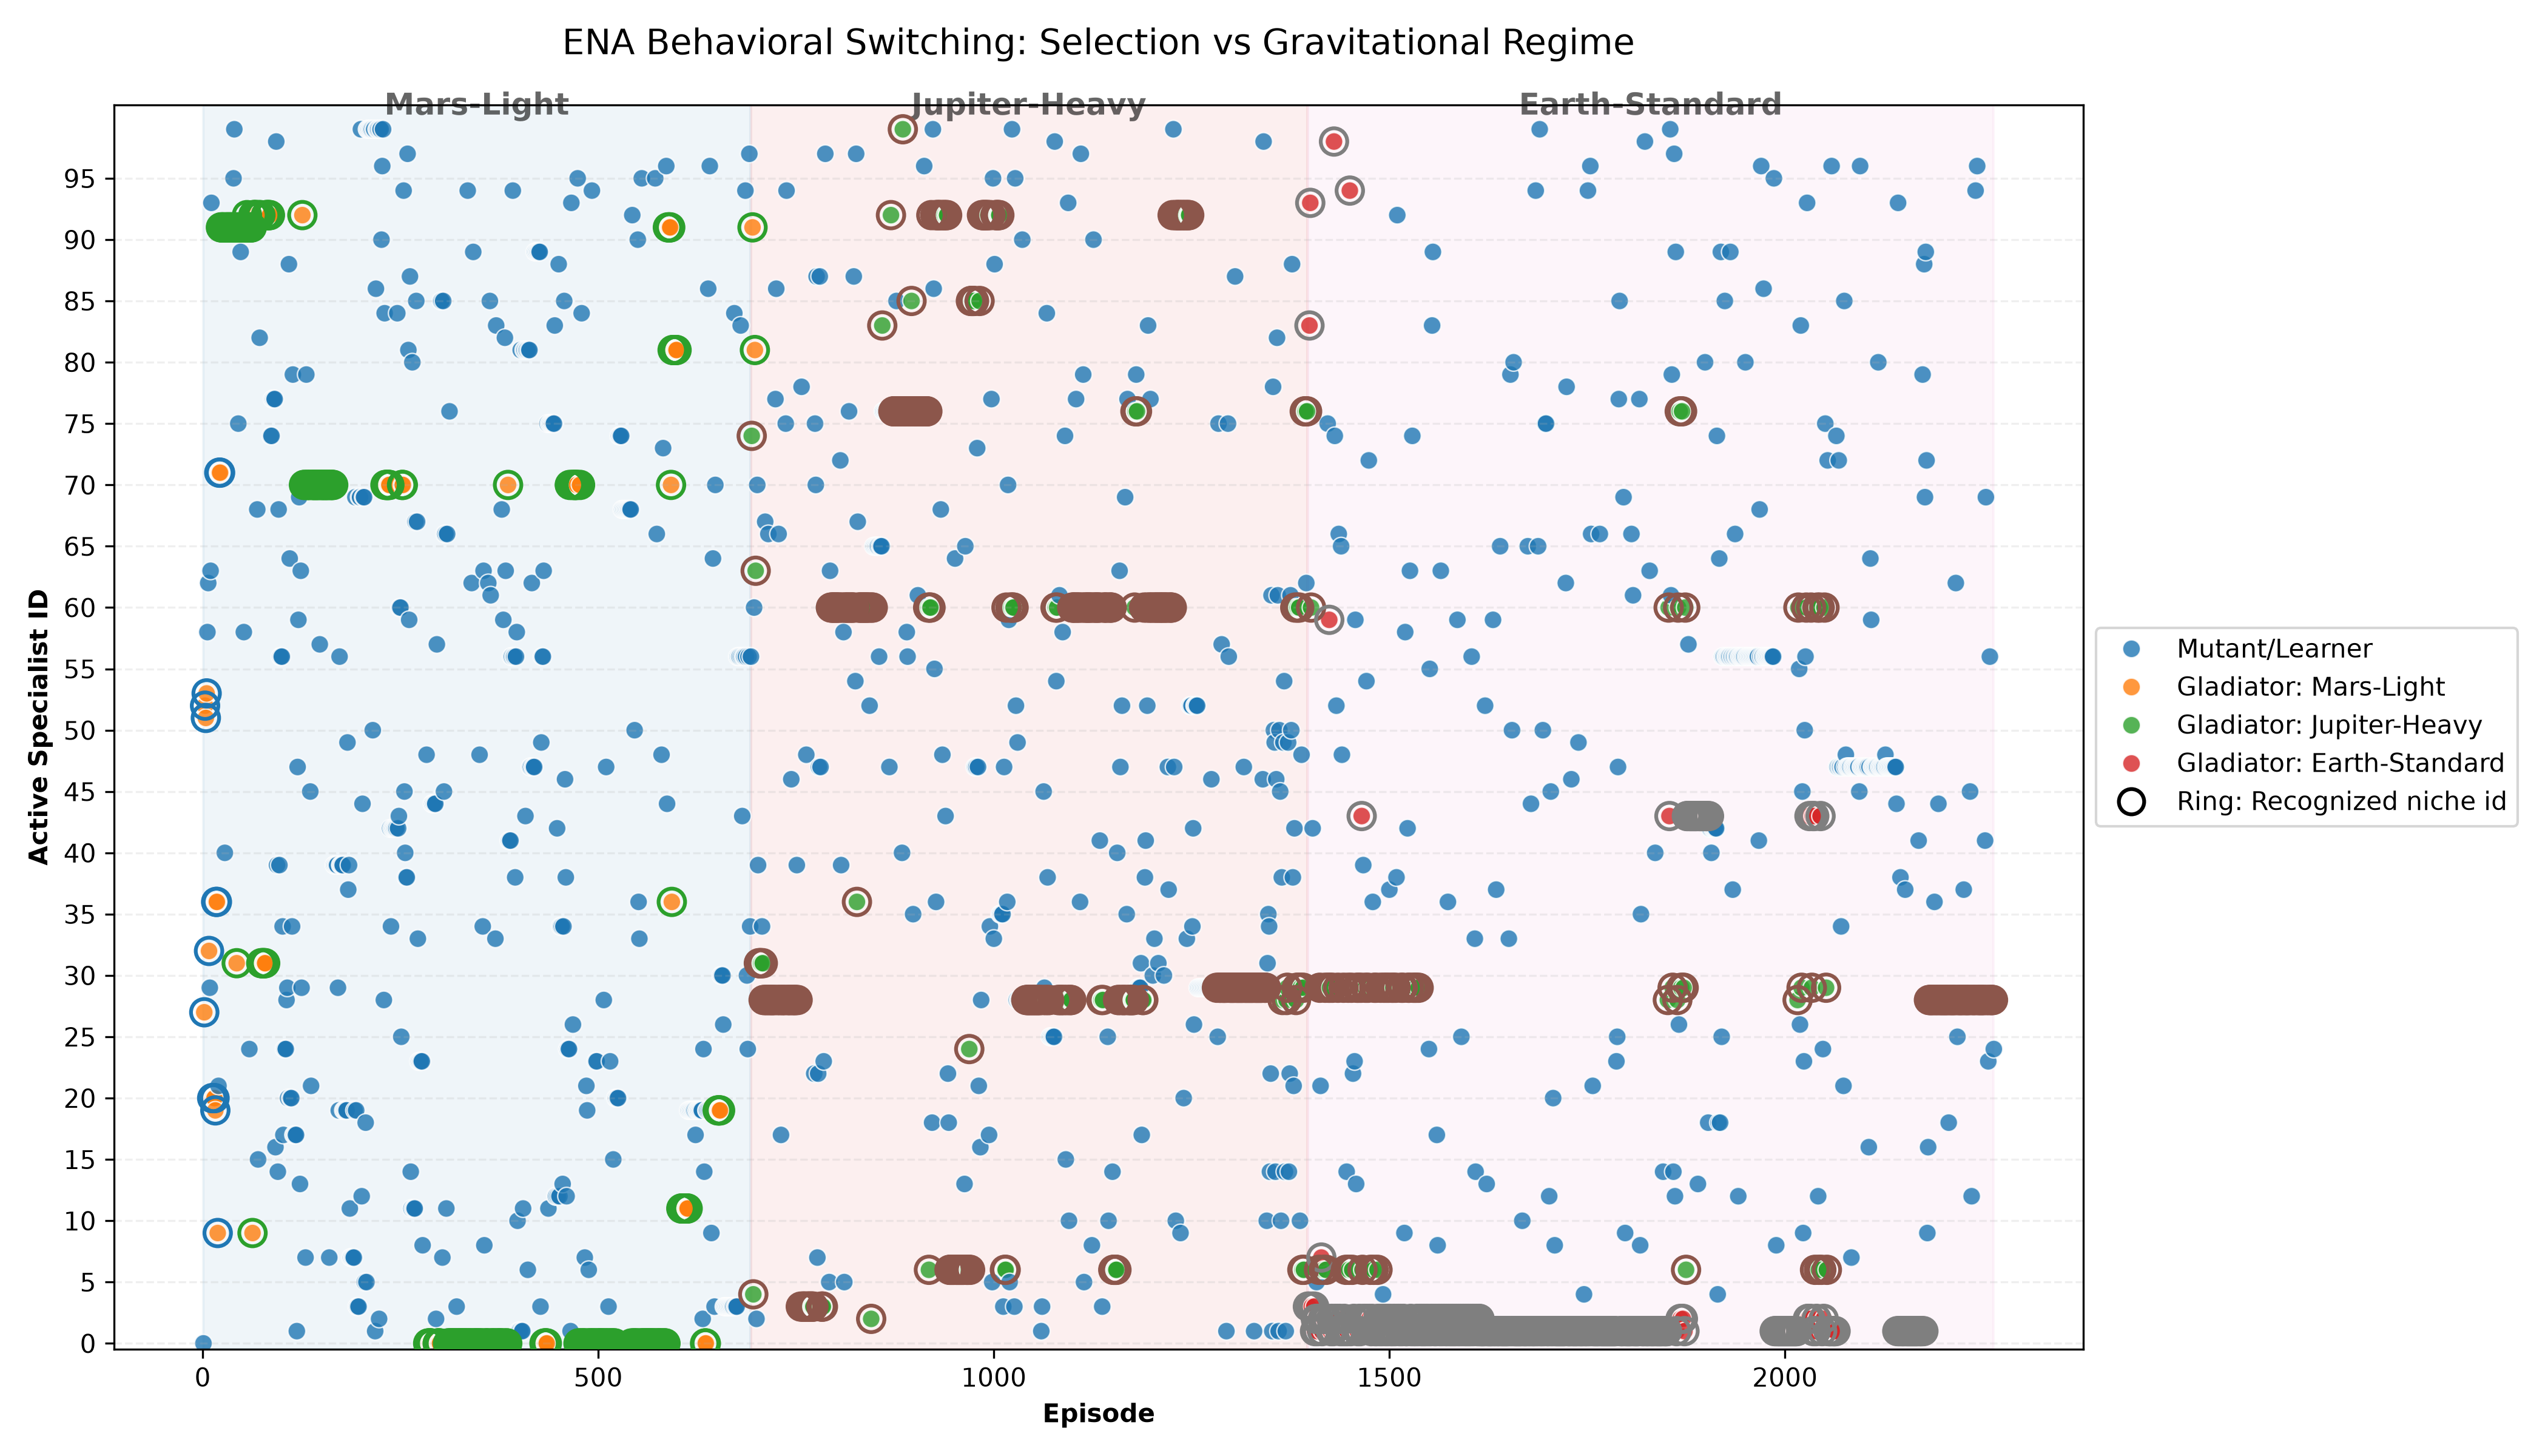 ENA Behavioral Switching: Selection vs Gravitational Regime
Mars-Light
Jupiter-Heavy
Earth-Standard
Active Specialist ID
95
90
85
80
75
70
65
60
55
50
45
40
35
30
25
20
15
10
5
0
0
500
1000
1500
2000
Episode
Mutant/Learner
Gladiator: Mars-Light
Gladiator: Jupiter-Heavy
Gladiator: Earth-Standard
Ring: Recognized niche id